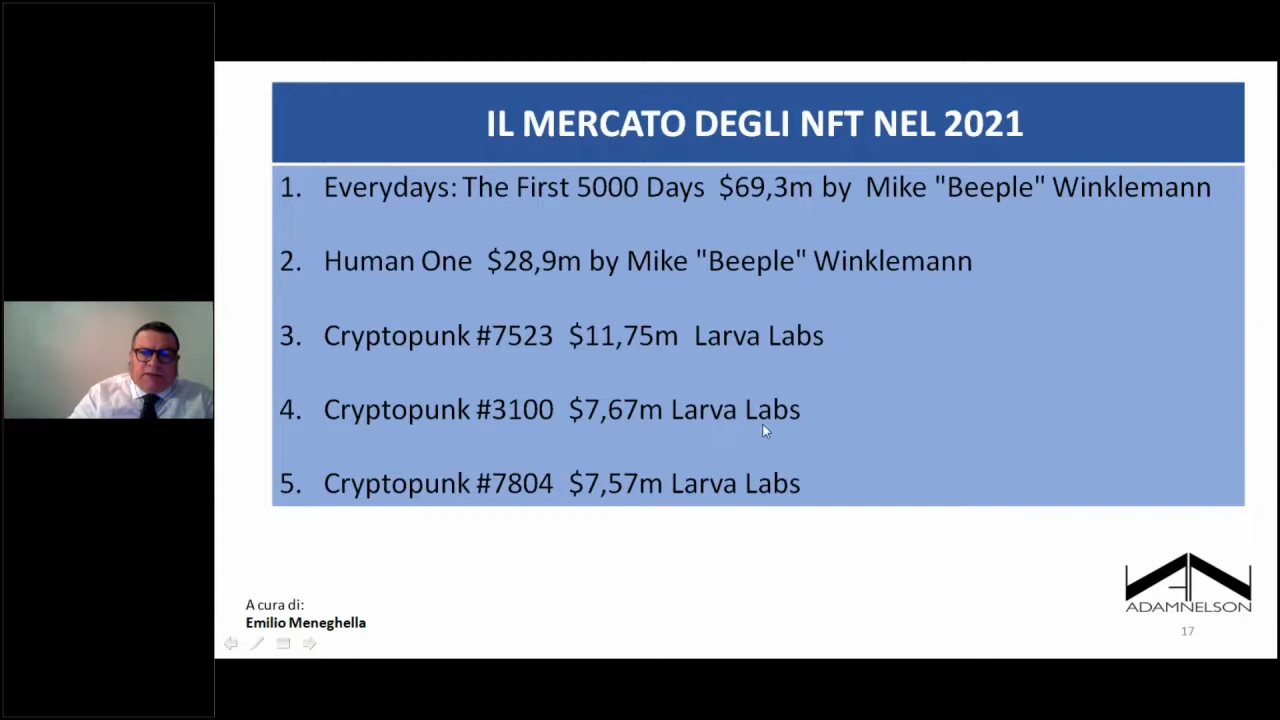 IL MERCATO DEGLI NFT NEL 2021
1. Everydays: The First 5000 Days $69,3m by Mike "Beeple" Winklemann
2. Human One $28,9m by Mike "Beeple" Winklemann
3. Cryptopunk #7523 $11,75m Larva Labs
4. Cryptopunk #3100 $7,67m Larva Labs
5. Cryptopunk #7804 $7,57m Larva Labs
A cura di:
Emilio Meneghella
ADAMNELSON
17